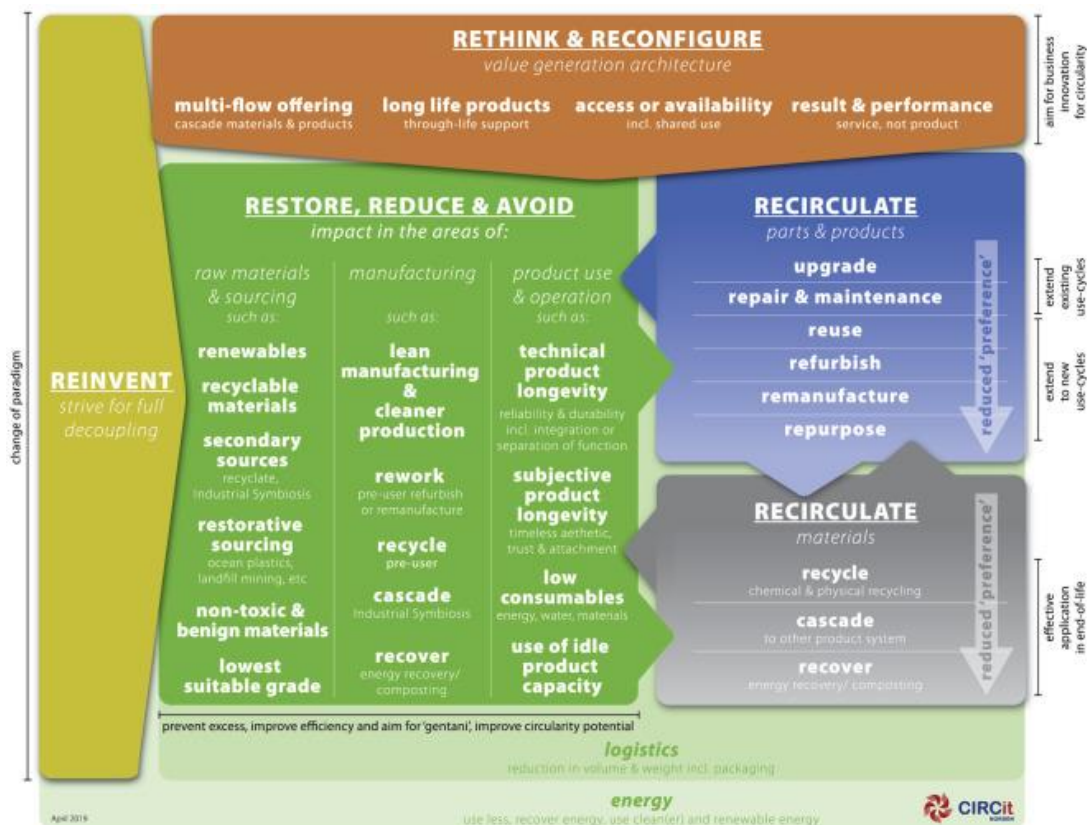 RETHINK & RECONFIGURE
value generation architecture
multi-flow offering
cascade materials & products
long life products
through-life support
access or availability
incl. shared use
result & performance
service, not product
aim for business
innovation
for circularity
change of paradigm
REINVENT
strive for full
decoupling
RESTORE, REDUCE & AVOID
impact in the areas of:
raw materials
& sourcing
such as:
renewables
recyclable
materials
secondary
sources
recyclate,
Industrial Symbiosis
restorative
sourcing
ocean plastics,
landfill mining, etc
non-toxic &
benign materials
lowest
suitable grade
manufacturing
such as:
lean
manufacturing
&
cleaner
production
rework
pre-user refurbish
or remanufacture
recycle
pre-user
cascade
Industrial Symbiosis
recover
energy recovery/
composting
product use
& operation
such as:
technical
product
longevity
reliability & durability
incl. integration or
separation of function
subjective
product
longevity
timeless aethetic,
trust & attachment
low
consumables
energy, water, materials
use of idle
product
capacity
prevent excess, improve efficiency and aim for 'gentani', improve circularity potential
RECIRCULATE
parts & products
upgrade
repair & maintenance
reuse
refurbish
remanufacture
repurpose
reduced 'preference'
extend
existing
use-cycles
extend
to new
use-cycles
RECIRCULATE
materials
recycle
chemical & physical recycling
cascade
to other product system
recover
energy recovery/ composting
reduced 'preference'
effective
application
in end-of-life
logistics
reduction in volume & weight incl. packaging
energy
use less, recover energy, use clean(er) and renewable energy
April 2019
CIRCit
NORDEN